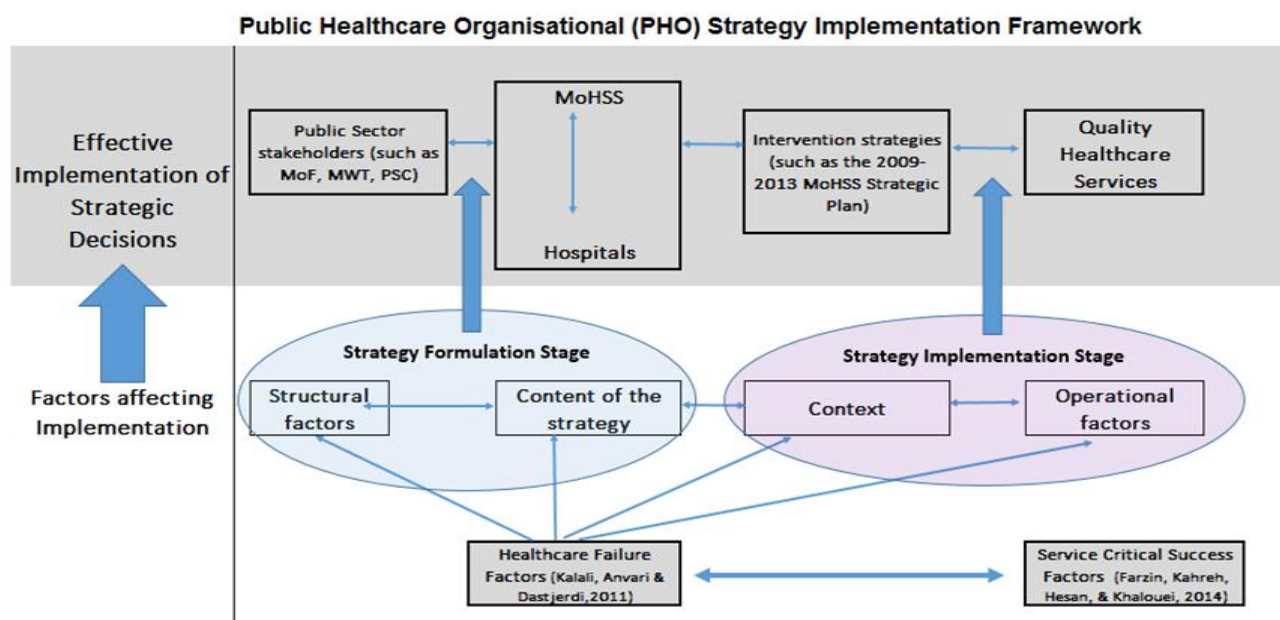 Public Healthcare Organisational (PHO) Strategy Implementation Framework
Effective
Implementation of
Strategic
Decisions
Public Sector
stakeholders (such as
MoF, MWT, PSC)
MoHSS
Hospitals
Intervention strategies
(such as the 2009-
2013 MoHSS Strategic
Plan)
Quality
Healthcare
Services
Factors affecting
Implementation
Strategy Formulation Stage
Structural
factors
Content of the
strategy
Strategy Implementation Stage
Context
Operational
factors
Healthcare Failure
Factors (Kalali, Anvari &
Dastjerdi,2011)
Service Critical Success
Factors (Farzin, Kahreh,
Hesan, & Khalouei, 2014)